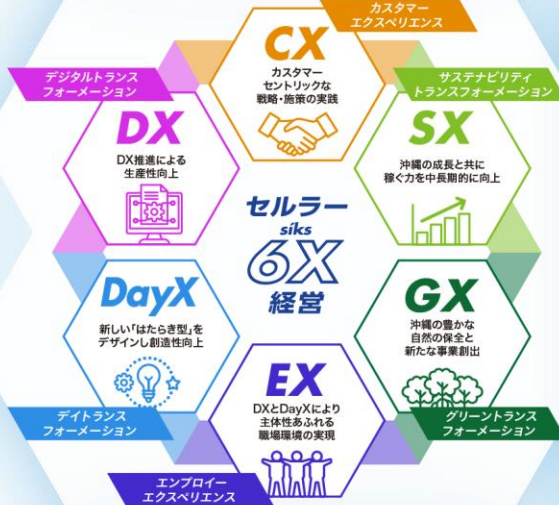 カスタマー
エクスペリエンス
CX
カスタマー
セントリックな
戦略・施策の実践
サステナビリティ
トランスフォーメーション
SX
沖縄の成長と共に
稼ぐ力を中長期的に向上
GX
沖縄の豊かな
自然の保全と
新たな事業創出
グリーントランス
フォーメーション
EX
DXとDayXにより
主体性あふれる
職場環境の実現
エンプロイー
エクスペリエンス
DayX
新しい「はたらき型」を
デザインし創造性向上
デイトランス
フォーメーション
デジタルトランス
フォーメーション
DX
DX推進による
生産性向上
セルラー
siks
6X
経営